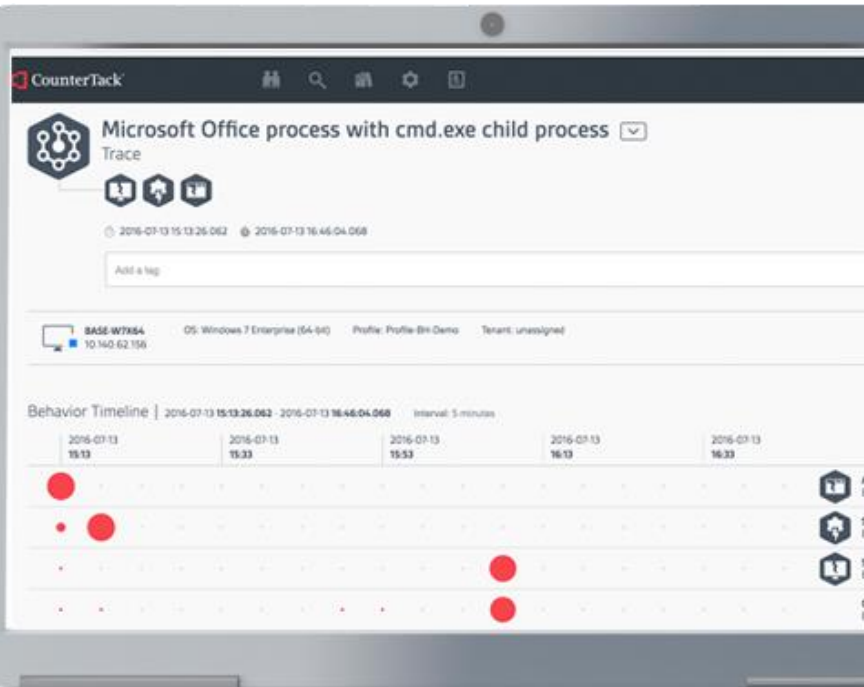 CounterTack
Microsoft Office process with cmd.exe child process
Trace
2016-07-13 15:13:26.062 2016-07-13 16:46:04.068
Add a tag
BASE-W7X64 OS: Windows 7 Enterprise (64-bit) Profile: Profile-BH-Demo Tenant: unassigned
10.140.62.156
Behavior Timeline | 2016-07-13 15:13:26.062 - 2016-07-13 16:46:04.068 Interval: 5 minutes
2016-07-13 2016-07-13 2016-07-13 2016-07-13 2016-07-13
15:13 15:33 15:53 16:13 16:33